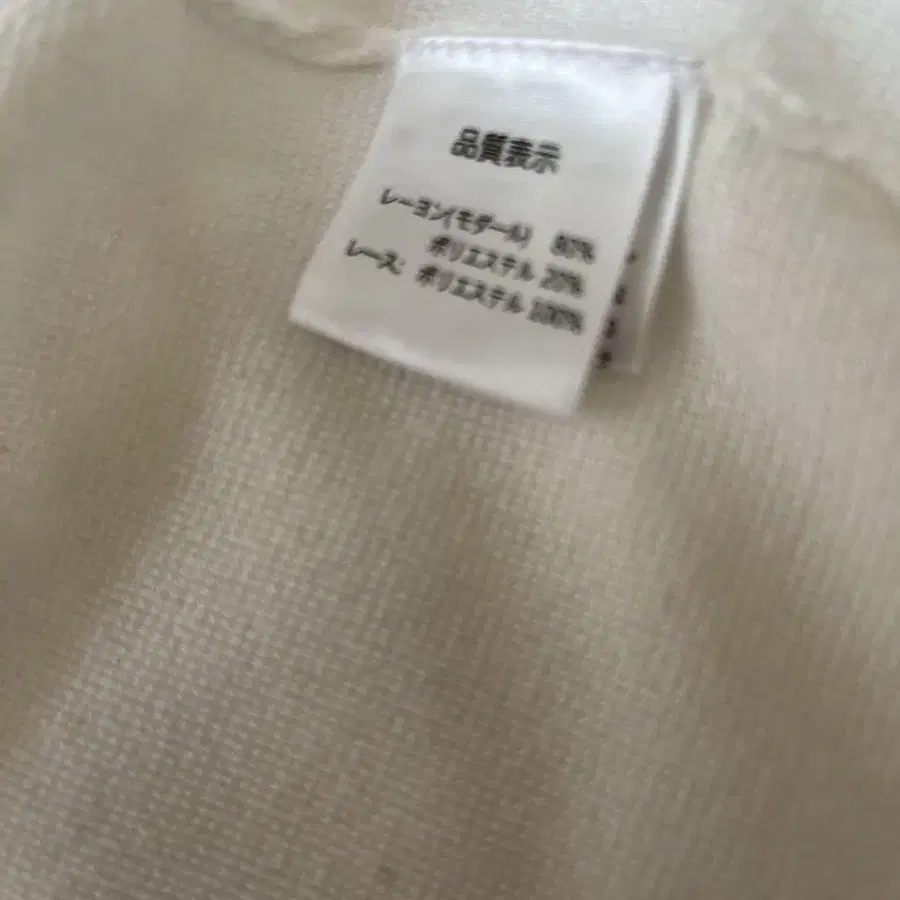 品質表示
レーヨン(モダール) 80%
ポリエステル 20%
レース: ポリエステル 100%